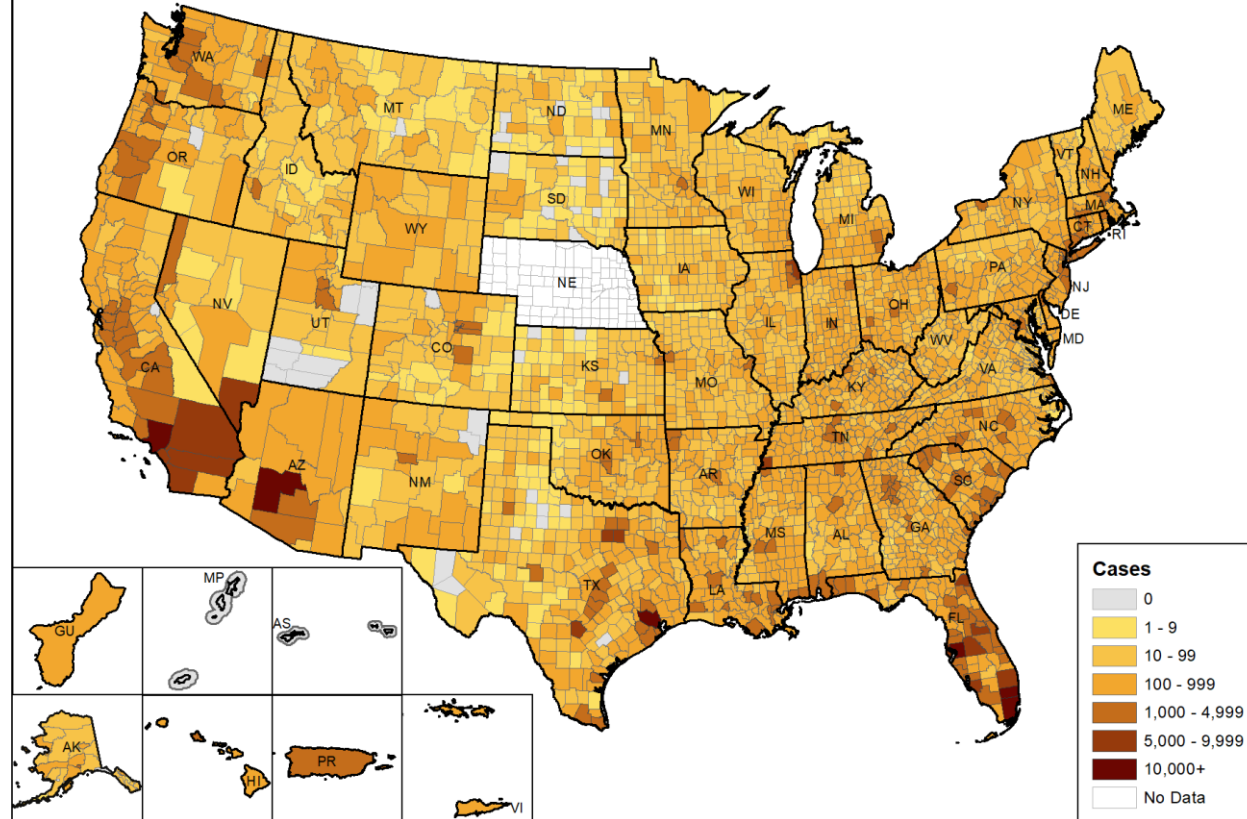 WA
MT
ND
MN
ME
OR
ID
SD
WI
VT
NH
NY
MA
MI
CT
RI
WY
IA
PA
NE
NJ
NV
UT
OH
DE
CO
IL
IN
MD
WV
CA
KS
MO
VA
KY
NC
TN
OK
AZ
NM
AR
SC
MS
AL
GA
TX
LA
FL
MP
GU
AS
AK
HI
PR
VI
Cases
0
1 - 9
10 - 99
100 - 999
1,000 - 4,999
5,000 - 9,999
10,000+
No Data